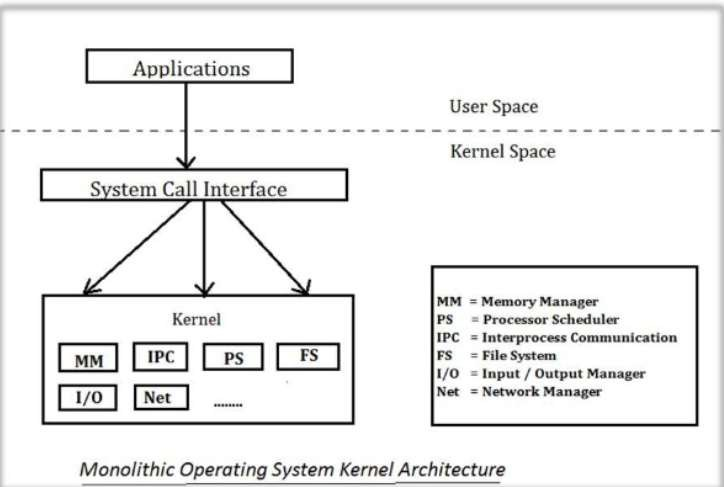 Applications
User Space
Kernel Space
System Call Interface
Kernel
MM IPC PS FS
I/O Net ........
MM = Memory Manager
PS = Processor Scheduler
IPC = Interprocess Communication
FS = File System
I/O = Input / Output Manager
Net = Network Manager
Monolithic Operating System Kernel Architecture